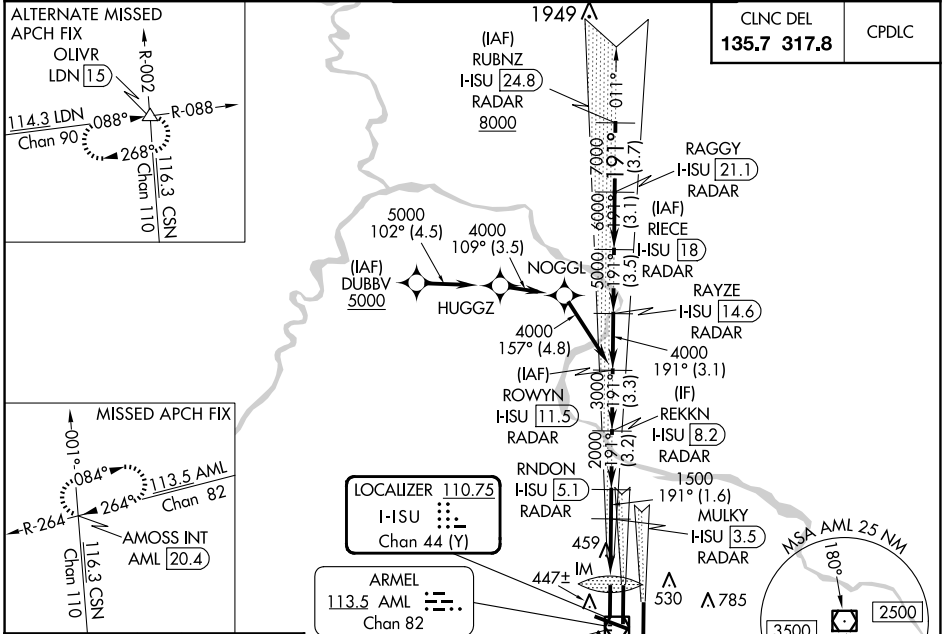 ALTERNATE MISSED
APCH FIX
OLIVR
LDN 15
R-002
R-088
114.3 LDN
Chan 90
088°
268°
116.3 CSN
Chan 110
1949
CLNC DEL
135.7 317.8
CPDLC
(IAF)
RUBNZ
I-ISU 24.8
RADAR
8000
011°
7000
191°
(3.7)
RAGGY
I-ISU 21.1
RADAR
6000
191°
(3.1)
(IAF)
RIECE
I-ISU 18
RADAR
5000
191°
(3.5)
RAYZE
I-ISU 14.6
RADAR
4000
191° (3.1)
5000
102° (4.5)
4000
109° (3.5)
(IAF)
DUBBV
5000
HUGGZ
NOGGL
4000
157° (4.8)
(IAF)
ROWYN
I-ISU 11.5
RADAR
3000
191°
(3.3)
(IF)
REKKN
I-ISU 8.2
RADAR
2000
191°
(3.2)
RNDON
I-ISU 5.1
RADAR
1500
191° (1.6)
MULKY
I-ISU 3.5
RADAR
MISSED APCH FIX
001°
084°
264°
113.5 AML
Chan 82
R-264
AMOSS INT
AML 20.4
116.3 CSN
Chan 110
LOCALIZER 110.75
I-ISU
Chan 44 (Y)
ARMEL
113.5 AML
Chan 82
459
IM
447±
530
785
MSA AML 25 NM
180°
2500
3500